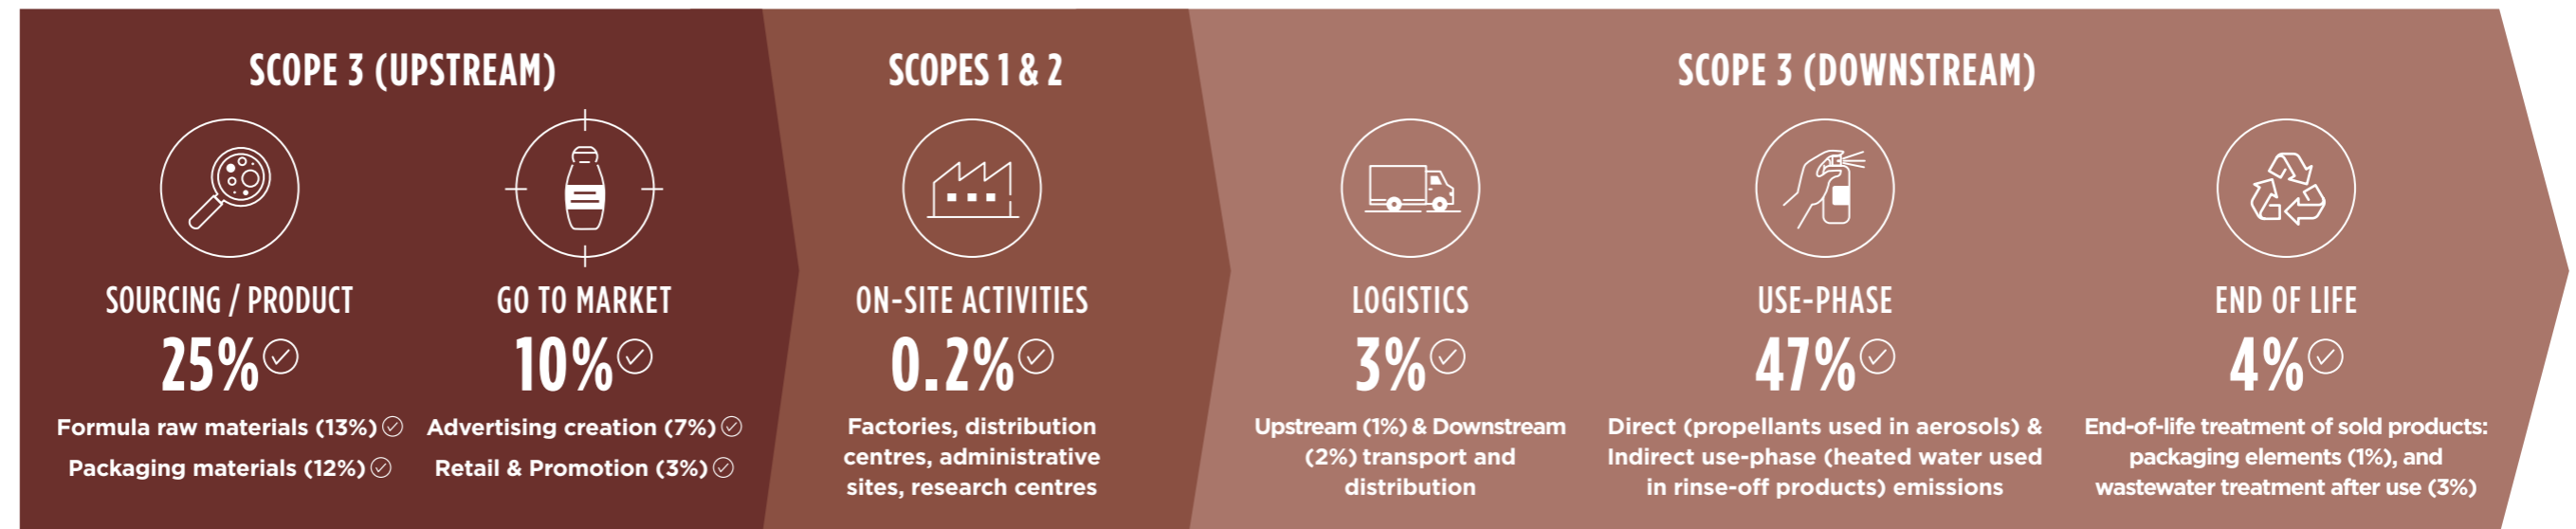 SCOPE 3 (UPSTREAM)
SOURCING / PRODUCT
25%
Formula raw materials (13%)
Packaging materials (12%)
GO TO MARKET
10%
Advertising creation (7%)
Retail & Promotion (3%)
SCOPES 1 & 2
ON-SITE ACTIVITIES
0.2%
Factories, distribution
centres, administrative
sites, research centres
SCOPE 3 (DOWNSTREAM)
LOGISTICS
3%
Upstream (1%) & Downstream
(2%) transport and
distribution
USE-PHASE
47%
Direct (propellants used in aerosols) &
Indirect use-phase (heated water used
in rinse-off products) emissions
END OF LIFE
4%
End-of-life treatment of sold products:
packaging elements (1%), and
wastewater treatment after use (3%)